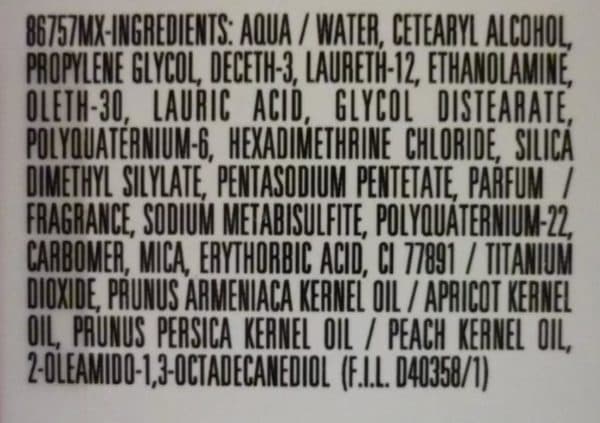 86757MX-INGREDIENTS: AQUA / WATER, CETEARYL ALCOHOL,
PROPYLENE GLYCOL, DECETH-3, LAURETH-12, ETHANOLAMINE,
OLETH-30, LAURIC ACID, GLYCOL DISTEARATE,
POLYQUATERNIUM-6, HEXADIMETHRINE CHLORIDE, SILICA
DIMETHYL SILYLATE, PENTASODIUM PENTETATE, PARFUM /
FRAGRANCE, SODIUM METABISULFITE, POLYQUATERNIUM-22,
CARBOMER, MICA, ERYTHORBIC ACID, CI 77891 / TITANIUM
DIOXIDE, PRUNUS ARMENIACA KERNEL OIL / APRICOT KERNEL
OIL, PRUNUS PERSICA KERNEL OIL / PEACH KERNEL OIL,
2-OLEAMIDO-1,3-OCTADECANEDIOL (F.I.L. D40358/1)